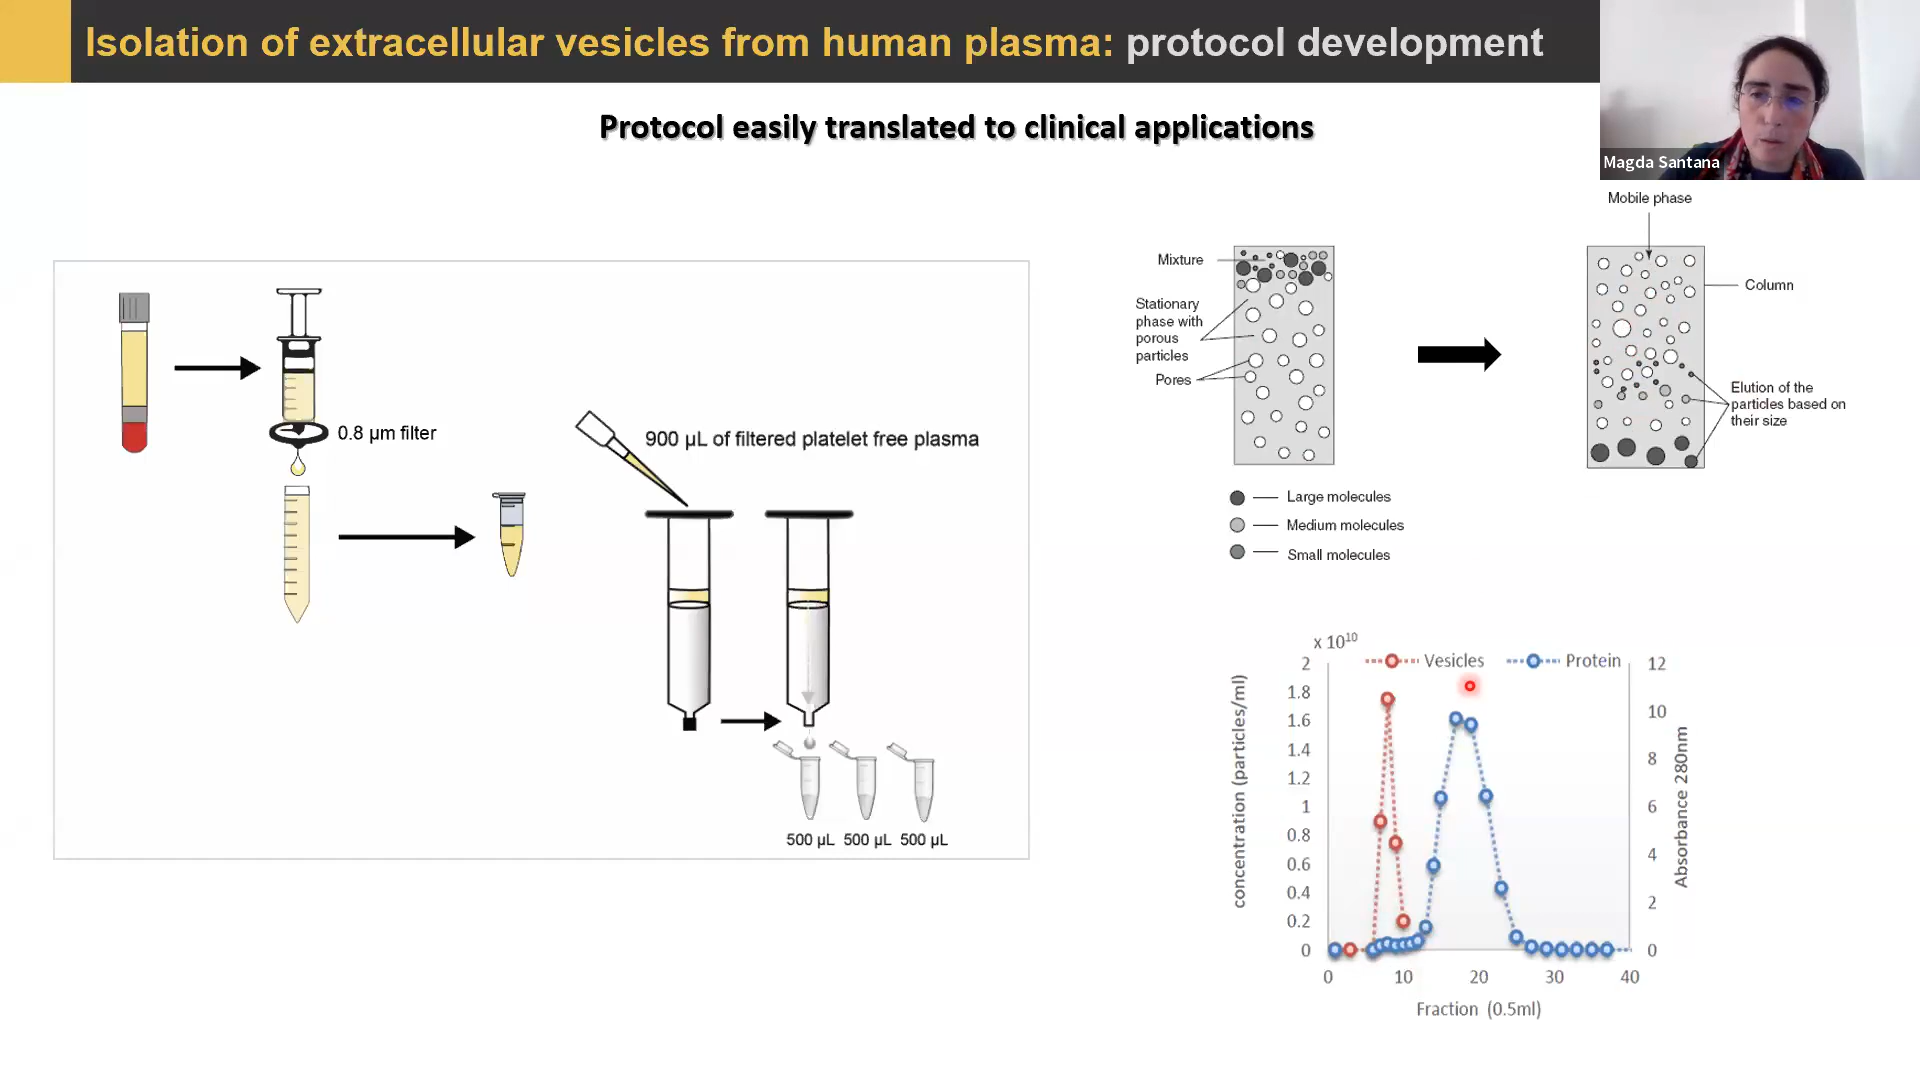 Isolation of extracellular vesicles from human plasma: protocol development
Magda Santana
Protocol easily translated to clinical applications
0.8 µm filter
900 µL of filtered platelet free plasma
500 µL 500 µL 500 µL
Mixture
Stationary
phase with
porous
particles
Pores
Large molecules
Medium molecules
Small molecules
Mobile phase
Column
Elution of the
particles based on
their size
x 10¹⁰
Vesicles
Protein
concentration (particles/ml)
2
1.8
1.6
1.4
1.2
1
0.8
0.6
0.4
0.2
0
12
10
8
6
4
2
0
Absorbance 280nm
0 10 20 30 40
Fraction (0.5ml)